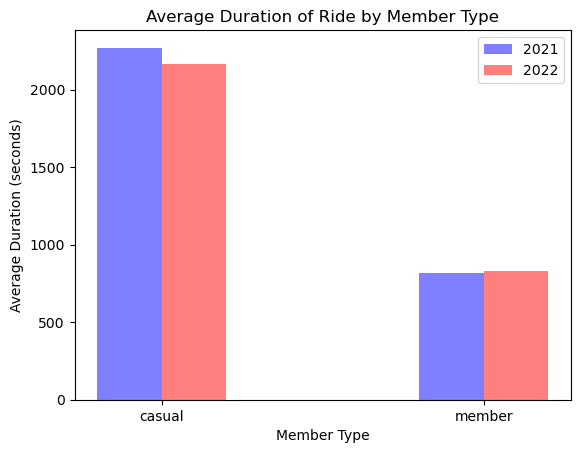 Average Duration of Ride by Member Type
2021
2022
Average Duration (seconds)
2000
1500
1000
500
0
casual
member
Member Type